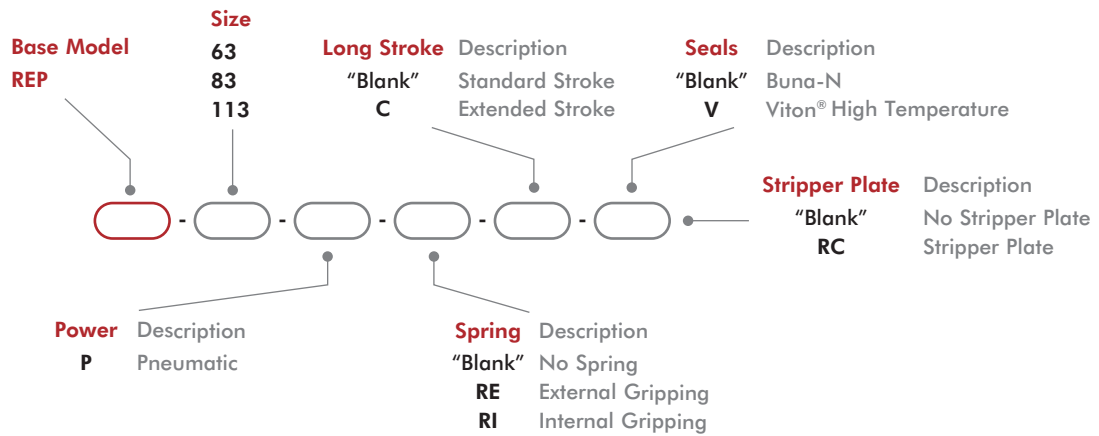 Size
Base Model
63
Long Stroke Description
Seals Description
REP
“Blank” Standard Stroke
“Blank” Buna-N
83
C Extended Stroke
V Viton® High Temperature
113
Stripper Plate Description
“Blank” No Stripper Plate
- - - - -
RC Stripper Plate
Power Description
Spring Description
P Pneumatic
“Blank” No Spring
RE External Gripping
RI Internal Gripping